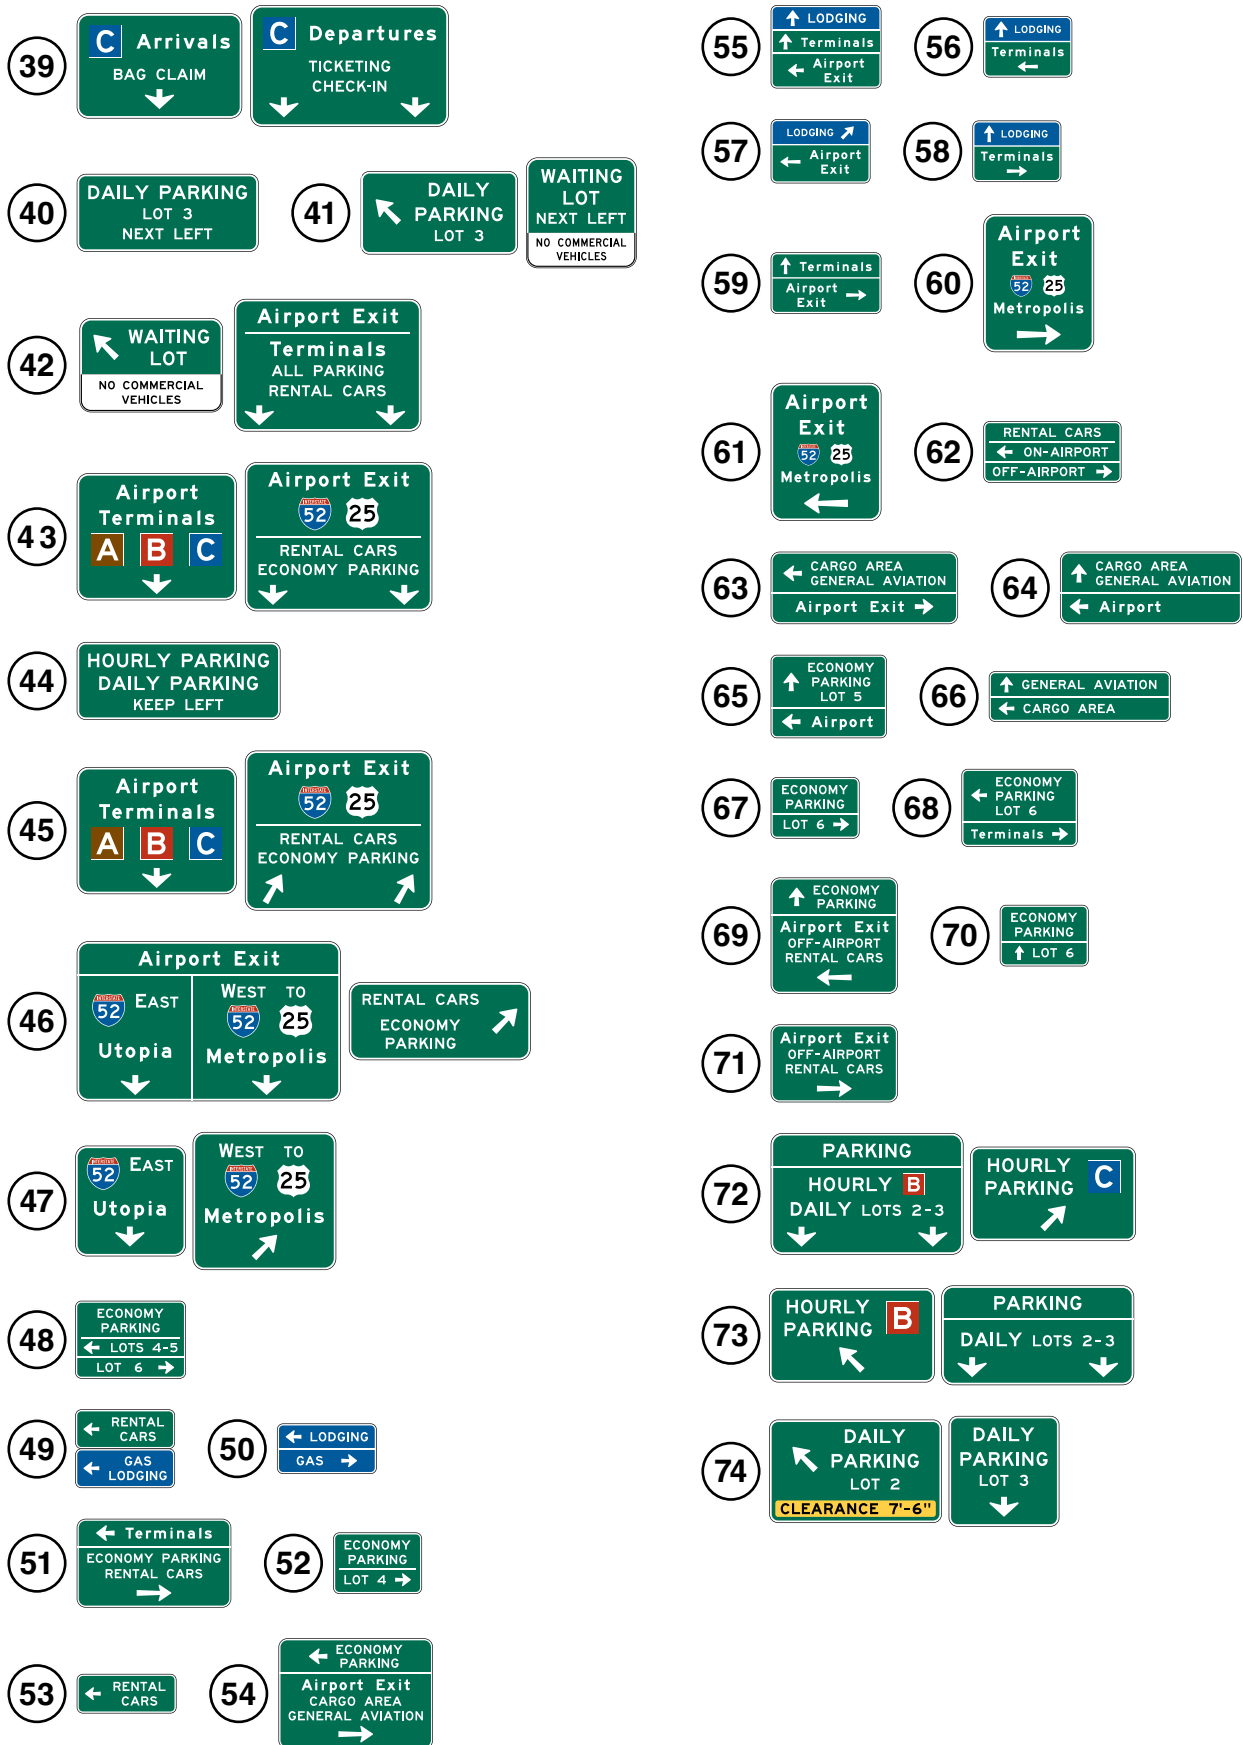 39
C Arrivals
BAG CLAIM
C Departures
TICKETING
CHECK-IN
40
DAILY PARKING
LOT 3
NEXT LEFT
41
DAILY
PARKING
LOT 3
WAITING
LOT
NEXT LEFT
NO COMMERCIAL
VEHICLES
42
WAITING
LOT
NO COMMERCIAL
VEHICLES
Airport Exit
Terminals
ALL PARKING
RENTAL CARS
43
Airport
Terminals
A B C
Airport Exit
INTERSTATE
52 25
RENTAL CARS
ECONOMY PARKING
44
HOURLY PARKING
DAILY PARKING
KEEP LEFT
45
Airport
Terminals
A B C
Airport Exit
INTERSTATE
52 25
RENTAL CARS
ECONOMY PARKING
46
Airport Exit
INTERSTATE
52 EAST
Utopia
WEST TO
INTERSTATE
52 25
Metropolis
RENTAL CARS
ECONOMY
PARKING
47
INTERSTATE
52 EAST
Utopia
WEST TO
INTERSTATE
52 25
Metropolis
48
ECONOMY
PARKING
LOTS 4-5
LOT 6
49
RENTAL
CARS
GAS
LODGING
50
LODGING
GAS
51
Terminals
ECONOMY PARKING
RENTAL CARS
52
ECONOMY
PARKING
LOT 4
53
RENTAL
CARS
54
ECONOMY
PARKING
Airport Exit
CARGO AREA
GENERAL AVIATION
55
LODGING
Terminals
Airport
Exit
56
LODGING
Terminals
57
LODGING
Airport
Exit
58
LODGING
Terminals
59
Terminals
Airport
Exit
60
Airport
Exit
52 25
Metropolis
61
Airport
Exit
52 25
Metropolis
62
RENTAL CARS
ON-AIRPORT
OFF-AIRPORT
63
CARGO AREA
GENERAL AVIATION
Airport Exit
64
CARGO AREA
GENERAL AVIATION
Airport
65
ECONOMY
PARKING
LOT 5
Airport
66
GENERAL AVIATION
CARGO AREA
67
ECONOMY
PARKING
LOT 6
68
ECONOMY
PARKING
LOT 6
Terminals
69
ECONOMY
PARKING
Airport Exit
OFF-AIRPORT
RENTAL CARS
70
ECONOMY
PARKING
LOT 6
71
Airport Exit
OFF-AIRPORT
RENTAL CARS
72
PARKING
HOURLY B
DAILY LOTS 2-3
HOURLY
PARKING C
73
HOURLY
PARKING B
PARKING
DAILY LOTS 2-3
74
DAILY
PARKING
LOT 2
CLEARANCE 7'-6"
DAILY
PARKING
LOT 3